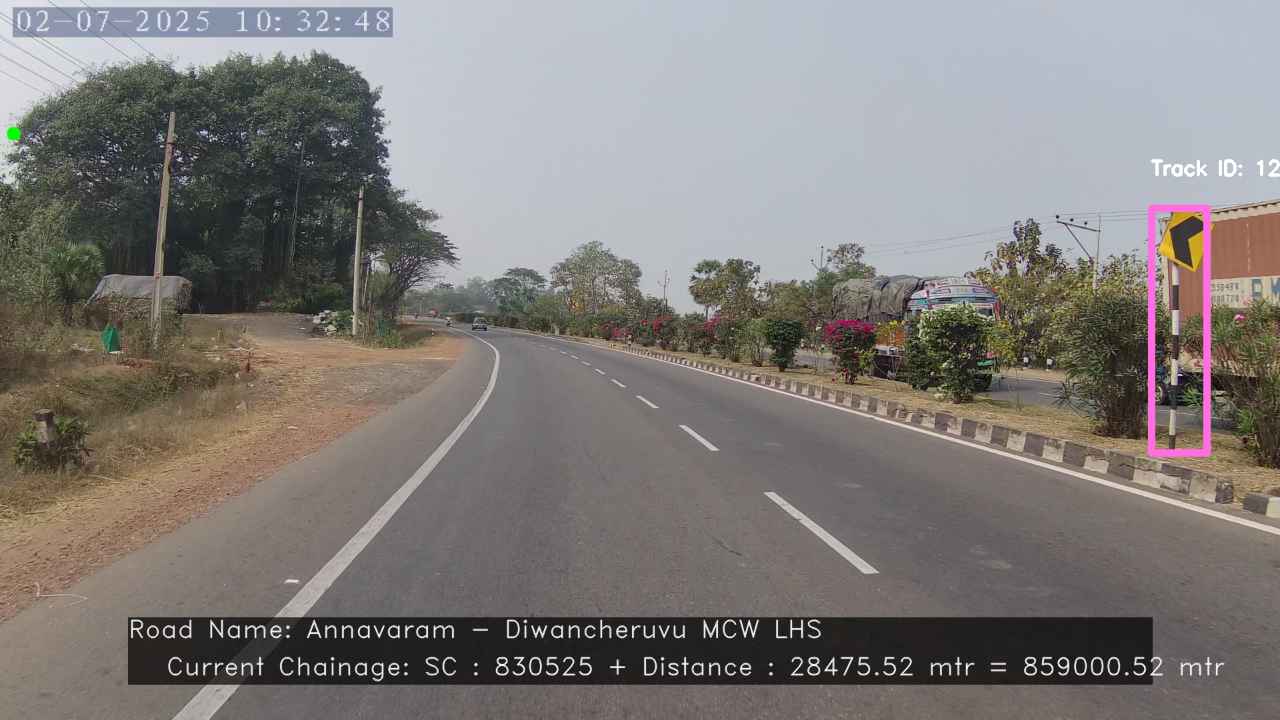 02-07-2025 10:32:48
Track ID: 12
Road Name: Annavaram - Diwancheruvu MCW LHS
Current Chainage: SC : 830525 + Distance : 28475.52 mtr = 859000.52 mtr